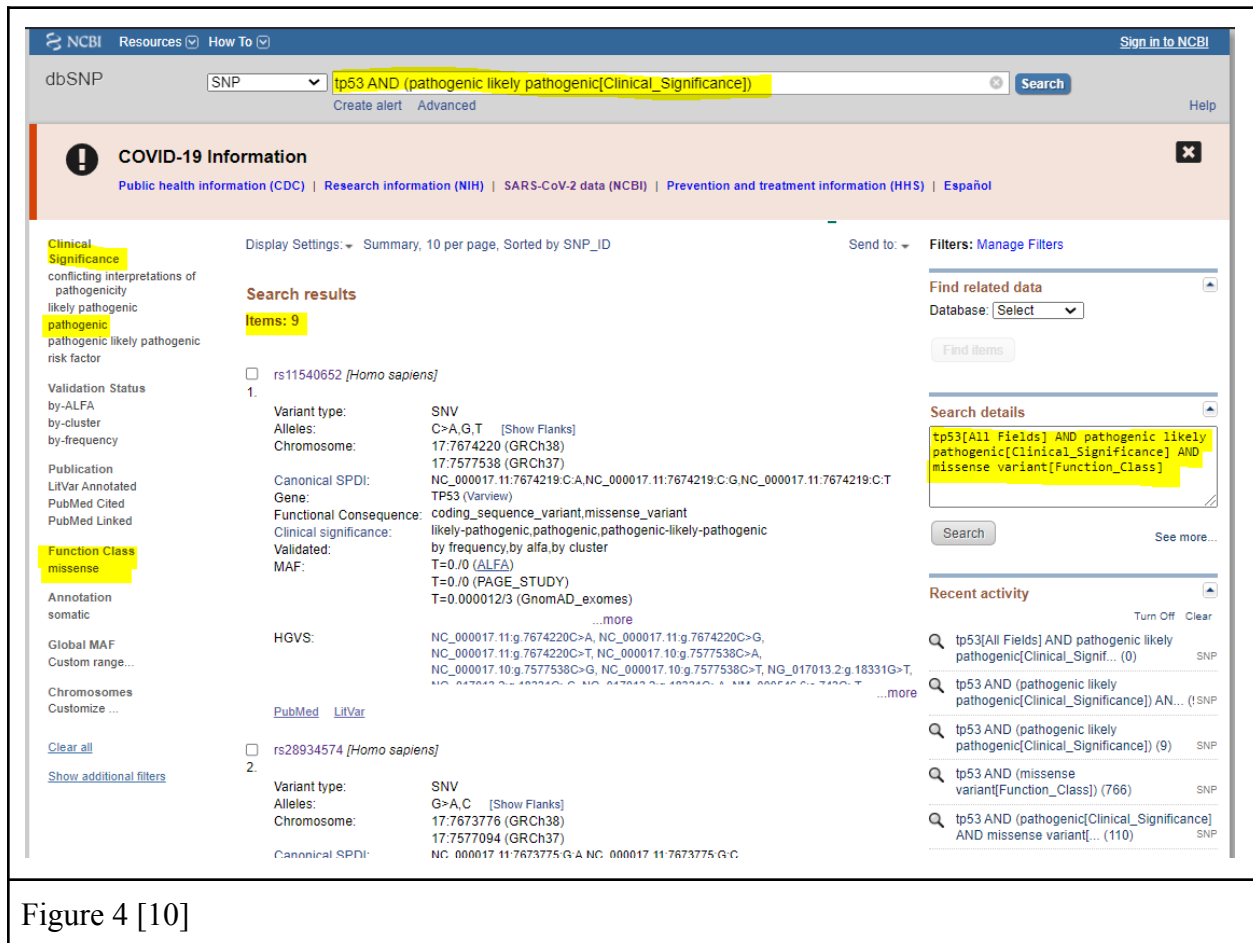 NCBI Resources How To Sign in to NCBI
dbSNP SNP tp53 AND (pathogenic likely pathogenic[Clinical_Significance]) Search
Create alert Advanced Help
COVID-19 Information
Public health information (CDC) | Research information (NIH) | SARS-CoV-2 data (NCBI) | Prevention and treatment information (HHS) | Español
Clinical
Significance
conflicting interpretations of
pathogenicity
likely pathogenic
pathogenic
pathogenic likely pathogenic
risk factor
Validation Status
by-ALFA
by-cluster
by-frequency
Publication
LitVar Annotated
PubMed Cited
PubMed Linked
Function Class
missense
Annotation
somatic
Global MAF
Custom range...
Chromosomes
Customize ...
Clear all
Show additional filters
Display Settings: Summary, 10 per page, Sorted by SNP_ID Send to:
Search results
Items: 9
rs11540652 [Homo sapiens]
1.
Variant type: SNV
Alleles: C>A,G,T [Show Flanks]
Chromosome: 17:7674220 (GRCh38)
17:7577538 (GRCh37)
Canonical SPDI: NC_000017.11:7674219:C:A,NC_000017.11:7674219:C:G,NC_000017.11:7674219:C:T
Gene: TP53 (Varview)
Functional Consequence: coding_sequence_variant,missense_variant
Clinical significance: likely-pathogenic,pathogenic,pathogenic-likely-pathogenic
Validated: by frequency,by alfa,by cluster
MAF: T=0./0 (ALFA)
T=0./0 (PAGE_STUDY)
T=0.000012/3 (GnomAD_exomes)
...more
HGVS: NC_000017.11:g.7674220C>A, NC_000017.11:g.7674220C>G,
NC_000017.11:g.7674220C>T, NC_000017.10:g.7577538C>A,
NC_000017.10:g.7577538C>G, NC_000017.10:g.7577538C>T, NG_017013.2:g.18331G>T,
...more
PubMed LitVar
rs28934574 [Homo sapiens]
2.
Variant type: SNV
Alleles: G>A,C [Show Flanks]
Chromosome: 17:7673776 (GRCh38)
17:7577094 (GRCh37)
Canonical SPDI: NC_000017.11:7673775:G:A,NC_000017.11:7673775:G:C
Filters: Manage Filters
Find related data
Database: Select
Find items
Search details
tp53[All Fields] AND pathogenic likely
pathogenic[Clinical_Significance] AND
missense variant[Function_Class]
Search See more...
Recent activity
Turn Off Clear
tp53[All Fields] AND pathogenic likely
pathogenic[Clinical_Signif... (0) SNP
tp53 AND (pathogenic likely
pathogenic[Clinical_Significance]) AN... SNP
tp53 AND (pathogenic likely
pathogenic[Clinical_Significance]) (9) SNP
tp53 AND (missense
variant[Function_Class]) (766) SNP
tp53 AND (pathogenic[Clinical_Significance]
AND missense variant[... (110) SNP
Figure 4 [10]